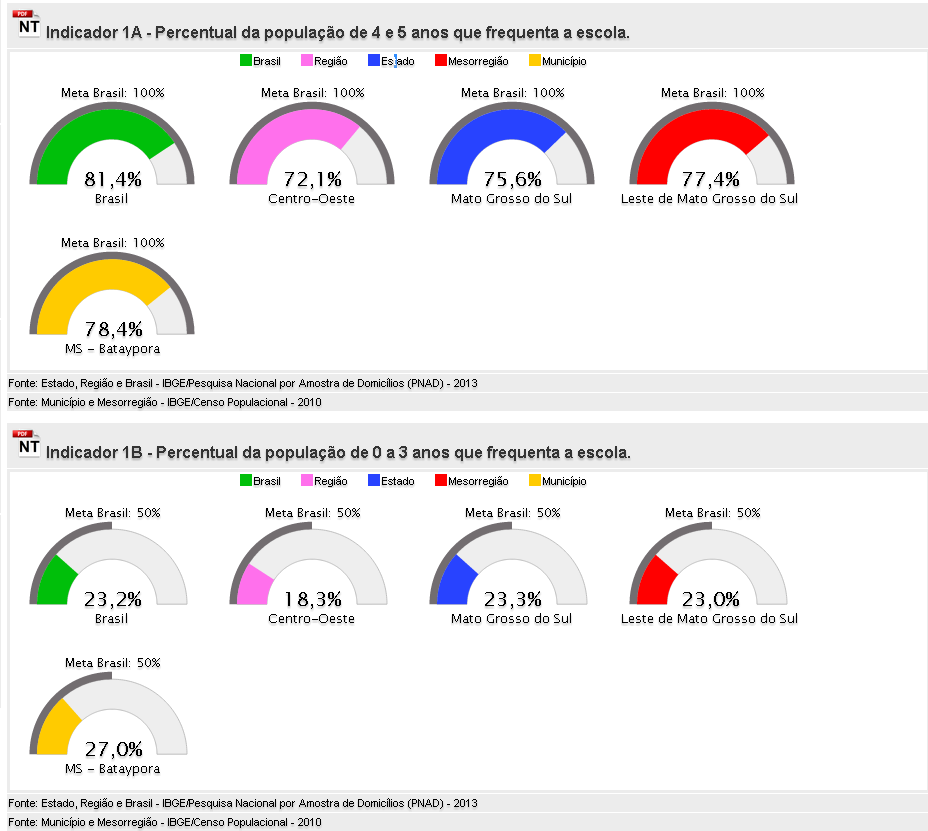 PDF
NT
Indicador 1A - Percentual da população de 4 e 5 anos que frequenta a escola.
Brasil Região Estado Mesorregião Município
Meta Brasil: 100% Meta Brasil: 100% Meta Brasil: 100% Meta Brasil: 100%
81,4% 72,1% 75,6% 77,4%
Brasil Centro-Oeste Mato Grosso do Sul Leste de Mato Grosso do Sul
Meta Brasil: 100%
78,4%
MS - Bataypora
Fonte: Estado, Região e Brasil - IBGE/Pesquisa Nacional por Amostra de Domicílios (PNAD) - 2013
Fonte: Município e Mesorregião - IBGE/Censo Populacional - 2010
PDF
NT
Indicador 1B - Percentual da população de 0 a 3 anos que frequenta a escola.
Brasil Região Estado Mesorregião Município
Meta Brasil: 50% Meta Brasil: 50% Meta Brasil: 50% Meta Brasil: 50%
23,2% 18,3% 23,3% 23,0%
Brasil Centro-Oeste Mato Grosso do Sul Leste de Mato Grosso do Sul
Meta Brasil: 50%
27,0%
MS - Bataypora
Fonte: Estado, Região e Brasil - IBGE/Pesquisa Nacional por Amostra de Domicílios (PNAD) - 2013
Fonte: Município e Mesorregião - IBGE/Censo Populacional - 2010